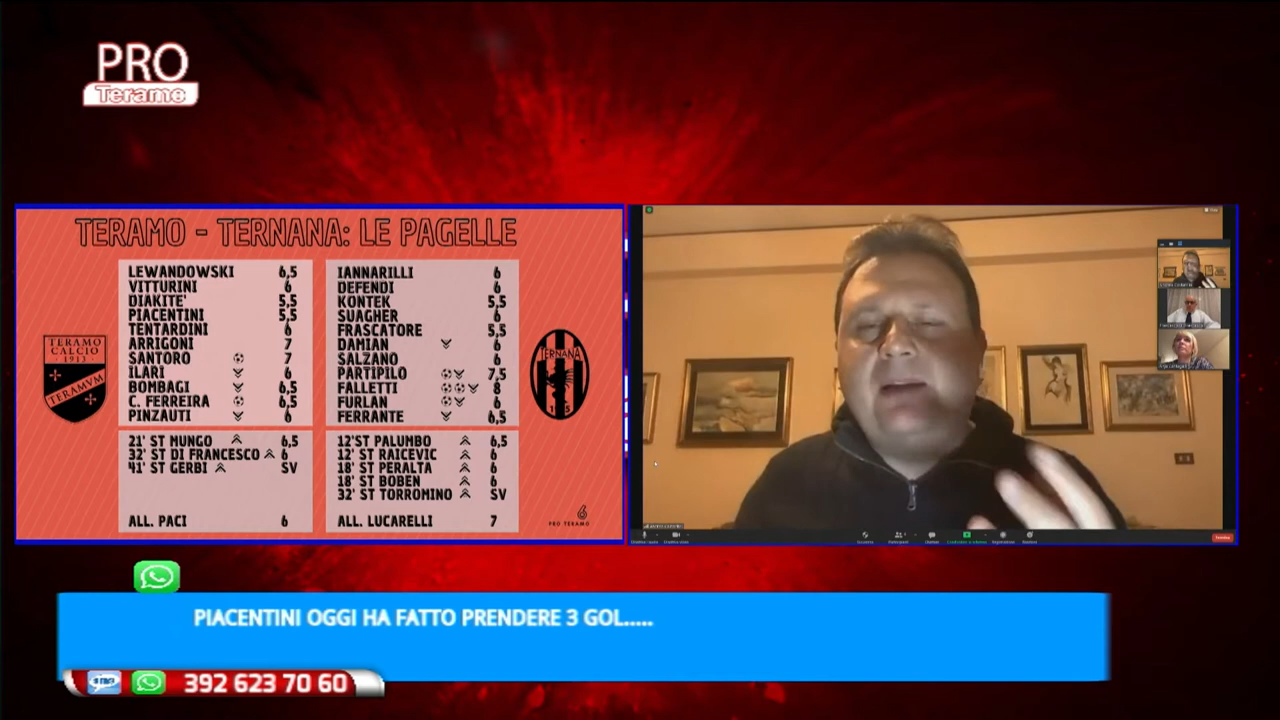 PRO
Teramo
TERAMO - TERNANA: LE PAGELLE
LEWANDOWSKI 6,5
VITTURINI 6
DIAKITE' 5,5
PIACENTINI 5,5
TENTARDINI 6
ARRIGONI 7
SANTORO 7
ILARI 6
BOMBAGI 6,5
C. FERREIRA 6,5
PINZAUTI 6
21' ST MUNGO 6,5
32' ST DI FRANCESCO 6
41' ST GERBI SV
ALL. PACI 6
IANNARILLI 6
DEFENDI 6
KONTEK 5,5
SUAGHER 6
FRASCATORE 5,5
DAMIAN 6
SALZANO 6
PARTIPILO 7,5
FALLETTI 8
FURLAN 6
FERRANTE 6,5
12'ST PALUMBO 6,5
12' ST RAICEVIC 6
18' ST PERALTA 6
18' ST BOBEN 6
32' ST TORROMINO SV
ALL. LUCARELLI 7
TERAMO
CALCIO
1913
TERAMVM
TERNANA
6
PRO TERAMO
PIACENTINI OGGI HA FATTO PRENDERE 3 GOL.....
392 623 70 60